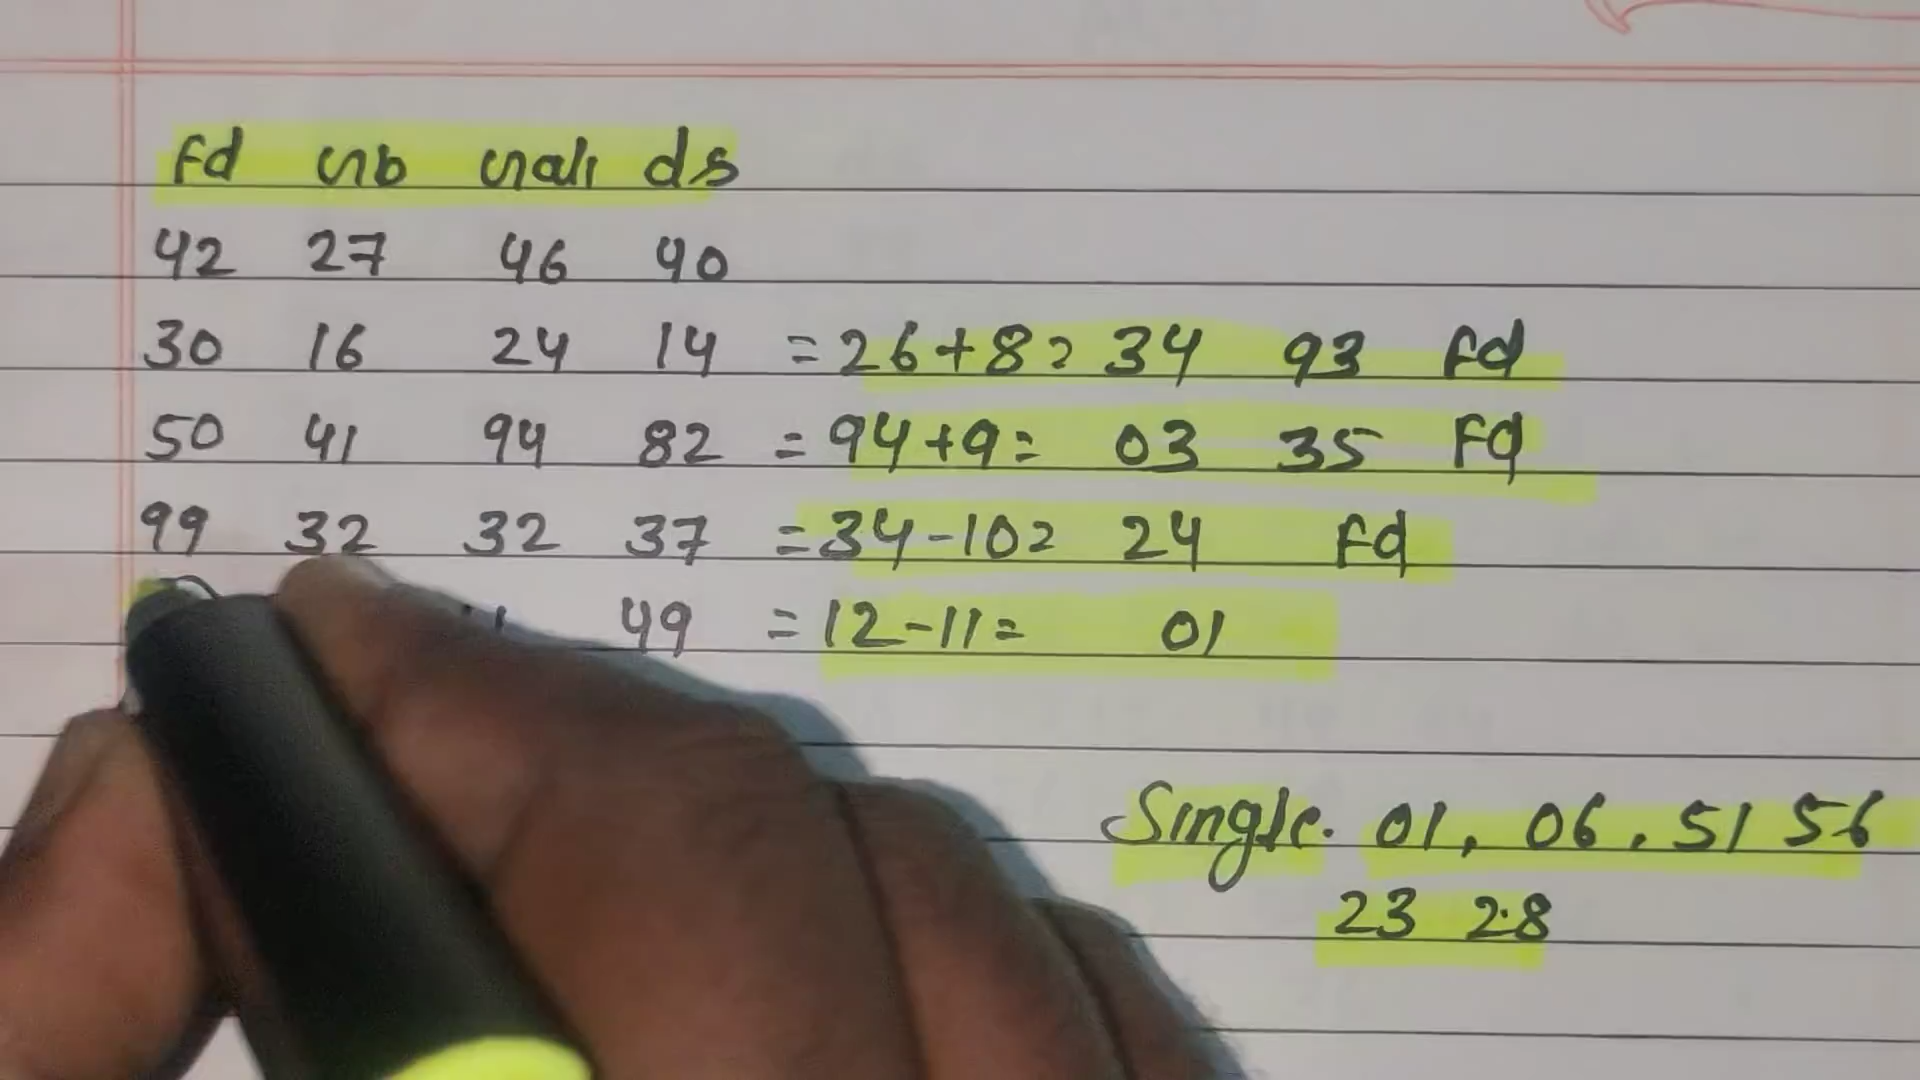 Fd gb gali ds
42 27 46 40
30 16 24 14 = 26+8= 34 93 Fd
50 41 94 82 = 94+9= 03 35 Fd
99 32 32 37 = 34-10= 24 Fd
49 = 12-11= 01
Single. 01, 06, 51 56
23 28